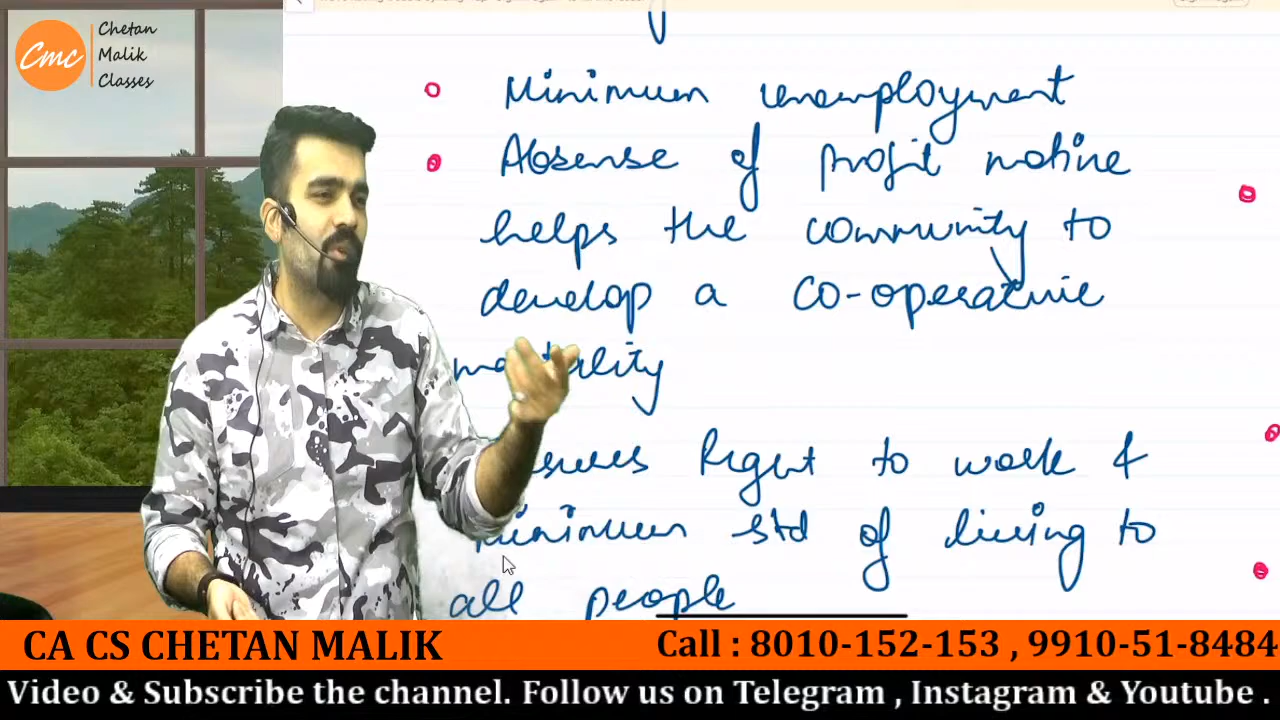 Cmc
Chetan
Malik
Classes
Minimum unemployment
Absense of profit motive
helps the community to
develop a co-operative
Right to work &
minimum std of living to
all people
CA CS CHETAN MALIK
Call : 8010-152-153 , 9910-51-8484
Video & Subscribe the channel. Follow us on Telegram , Instagram & Youtube .